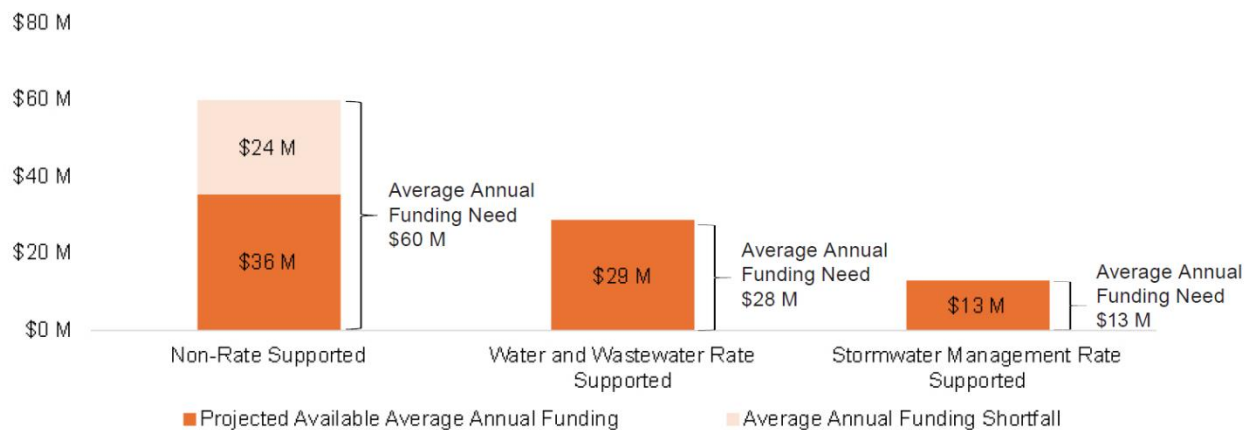 $80 M
$60 M
$40 M
$20 M
$0 M
$24 M
$36 M
Average Annual
Funding Need
$60 M
$29 M
Average Annual
Funding Need
$28 M
$13 M
Average Annual
Funding Need
$13 M
Non-Rate Supported
Water and Wastewater Rate
Supported
Stormwater Management Rate
Supported
Projected Available Average Annual Funding
Average Annual Funding Shortfall